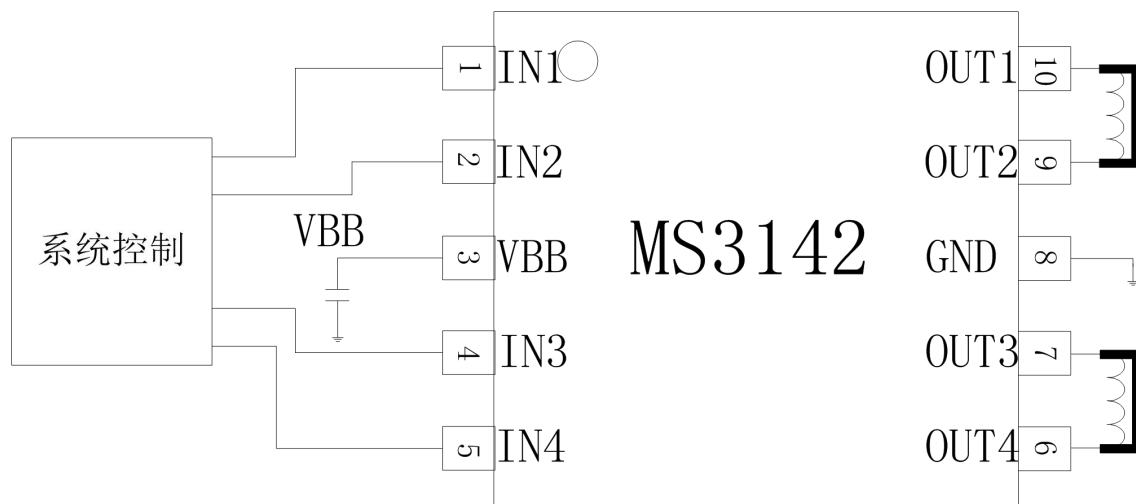 1 IN1 OUT1 10
2 IN2 OUT2 9
系统控制
VBB
3 VBB MS3142 GND 8
4 IN3 OUT3 7
5 IN4 OUT4 6